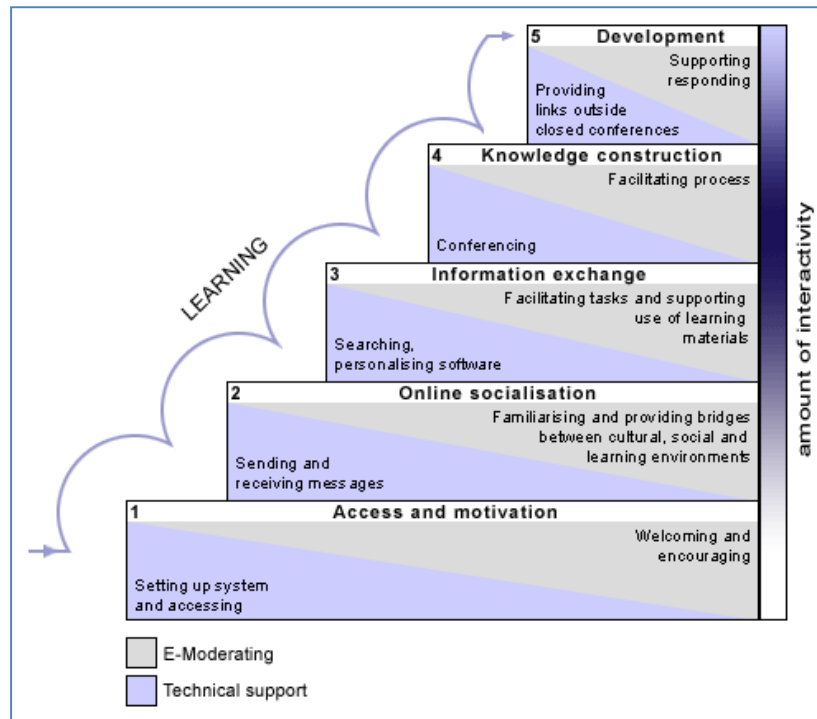 5 Development
Supporting
responding
Providing
links outside
closed conferences
4 Knowledge construction
Facilitating process
Conferencing
3 Information exchange
Facilitating tasks and supporting
use of learning
materials
Searching,
personalising software
2 Online socialisation
Familiarising and providing bridges
between cultural, social and
learning environments
Sending and
receiving messages
1 Access and motivation
Welcoming and
encouraging
Setting up system
and accessing
LEARNING
amount of interactivity
E-Moderating
Technical support